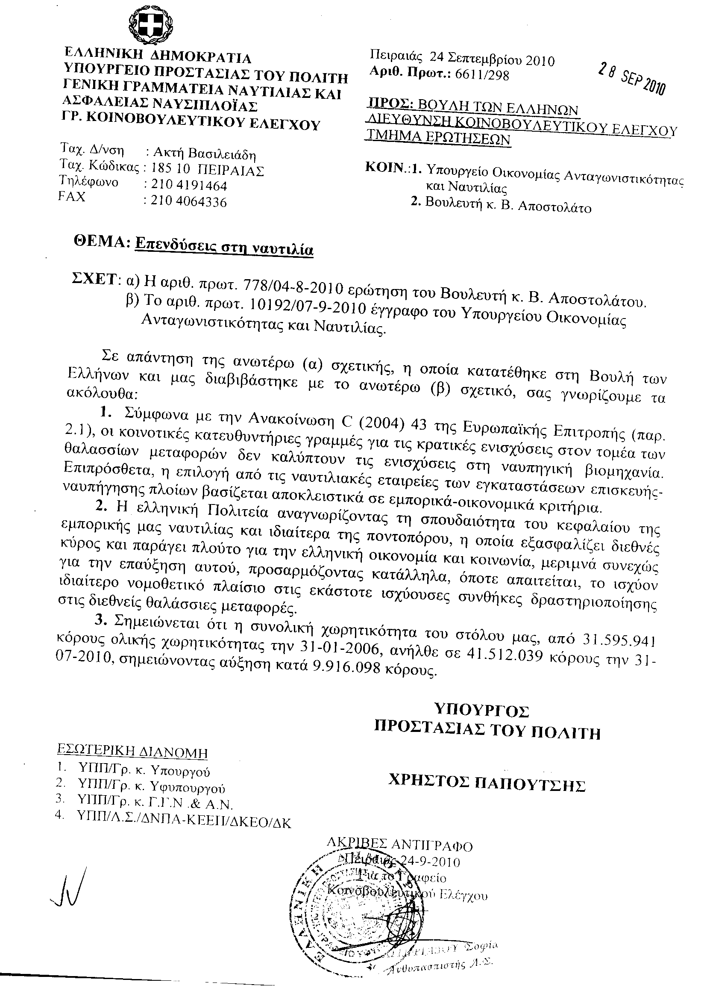 ΕΛΛΗΝΙΚΗ ΔΗΜΟΚΡΑΤΙΑ
ΥΠΟΥΡΓΕΙΟ ΠΡΟΣΤΑΣΙΑΣ ΤΟΥ ΠΟΛΙΤΗ
ΓΕΝΙΚΗ ΓΡΑΜΜΑΤΕΙΑ ΝΑΥΤΙΛΙΑΣ ΚΑΙ
ΑΣΦΑΛΕΙΑΣ ΝΑΥΣΙΠΛΟΪΑΣ
ΓΡ. ΚΟΙΝΟΒΟΥΛΕΥΤΙΚΟΥ ΕΛΕΓΧΟΥ
Ταχ. Δ/νση : Ακτή Βασιλειάδη
Ταχ. Κώδικας : 185 10 ΠΕΙΡΑΙΑΣ
Τηλέφωνο : 210 4191464
FAX : 210 4064336
Πειραιάς 24 Σεπτεμβρίου 2010
Αριθ. Πρωτ.: 6611/298
28 SEP 2010
ΠΡΟΣ: ΒΟΥΛΗ ΤΩΝ ΕΛΛΗΝΩΝ
ΔΙΕΥΘΥΝΣΗ ΚΟΙΝΟΒΟΥΛΕΥΤΙΚΟΥ ΕΛΕΓΧΟΥ
ΤΜΗΜΑ ΕΡΩΤΗΣΕΩΝ
ΚΟΙΝ.:1. Υπουργείο Οικονομίας Ανταγωνιστικότητας
και Ναυτιλίας
2. Βουλευτή κ. Β. Αποστολάτο
ΘΕΜΑ: Επενδύσεις στη ναυτιλία
ΣΧΕΤ: α) Η αριθ. πρωτ. 778/04-8-2010 ερώτηση του Βουλευτή κ. Β. Αποστολάτου.
β) Το αριθ. πρωτ. 10192/07-9-2010 έγγραφο του Υπουργείου Οικονομίας
Ανταγωνιστικότητας και Ναυτιλίας.
Σε απάντηση της ανωτέρω (α) σχετικής, η οποία κατατέθηκε στη Βουλή των
Ελλήνων και μας διαβιβάστηκε με το ανωτέρω (β) σχετικό, σας γνωρίζουμε τα
ακόλουθα:
1. Σύμφωνα με την Ανακοίνωση C (2004) 43 της Ευρωπαϊκής Επιτροπής (παρ.
2.1), οι κοινοτικές κατευθυντήριες γραμμές για τις κρατικές ενισχύσεις στον τομέα των
θαλασσίων μεταφορών δεν καλύπτουν τις ενισχύσεις στη ναυπηγική βιομηχανία.
Επιπρόσθετα, η επιλογή από τις ναυτιλιακές εταιρείες των εγκαταστάσεων επισκευής-
ναυπήγησης πλοίων βασίζεται αποκλειστικά σε εμπορικά-οικονομικά κριτήρια.
2. Η ελληνική Πολιτεία αναγνωρίζοντας τη σπουδαιότητα του κεφαλαίου της
εμπορικής μας ναυτιλίας και ιδιαίτερα της ποντοπόρου, η οποία εξασφαλίζει διεθνές
κύρος και παράγει πλούτο για την ελληνική οικονομία και κοινωνία, μεριμνά συνεχώς
για την επαύξηση αυτού, προσαρμόζοντας κατάλληλα, όποτε απαιτείται, το ισχύον
ιδιαίτερο νομοθετικό πλαίσιο στις εκάστοτε ισχύουσες συνθήκες δραστηριοποίησης
στις διεθνείς θαλάσσιες μεταφορές.
3. Σημειώνεται ότι η συνολική χωρητικότητα του στόλου μας, από 31.595.941
κόρους ολικής χωρητικότητας την 31-01-2006, ανήλθε σε 41.512.039 κόρους την 31-
07-2010, σημειώνοντας αύξηση κατά 9.916.098 κόρους.
ΥΠΟΥΡΓΟΣ
ΠΡΟΣΤΑΣΙΑΣ ΤΟΥ ΠΟΛΙΤΗ
ΧΡΗΣΤΟΣ ΠΑΠΟΥΤΣΗΣ
ΕΣΩΤΕΡΙΚΗ ΔΙΑΝΟΜΗ
1. ΥΠΠ/Γρ. κ. Υπουργού
2. ΥΠΠ/Γρ. κ. Υφυπουργού
3. ΥΠΠ/Γρ. κ. Γ.Γ.Ν .& Α.Ν.
4. ΥΠΠ/Λ.Σ./ΔΝΠΑ-ΚΕΕΠ/ΔΚΕΟ/ΔΚ
ΑΚΡΙΒΕΣ ΑΝΤΙΓΡΑΦΟ
Πειραιάς 24-9-2010
Για το Γραφείο
Κοινοβουλευτικού Ελέγχου
ΕΛΛΗΝΙΚΗ
Σοφία
Ανθυπασπιστής Λ.Σ.